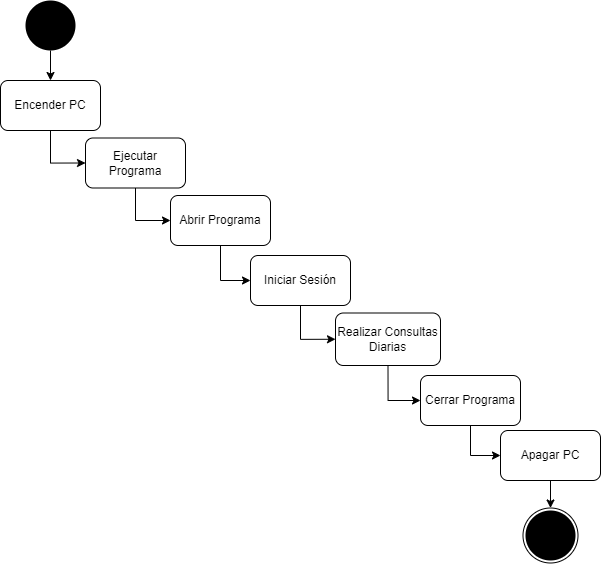 Encender PC
Ejecutar
Programa
Abrir Programa
Iniciar Sesión
Realizar Consultas
Diarias
Cerrar Programa
Apagar PC